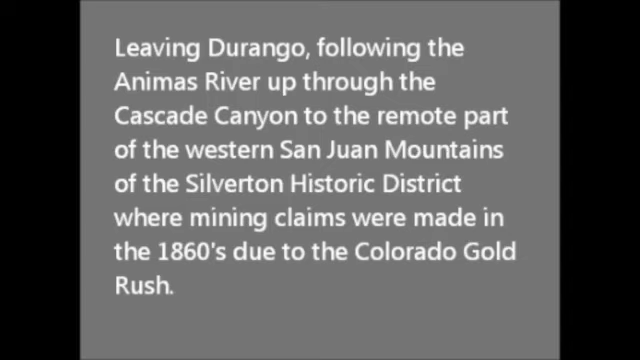 Leaving Durango, following the
Animas River up through the
Cascade Canyon to the remote part
of the western San Juan Mountains
of the Silverton Historic District
where mining claims were made in
the 1860's due to the Colorado Gold
Rush.